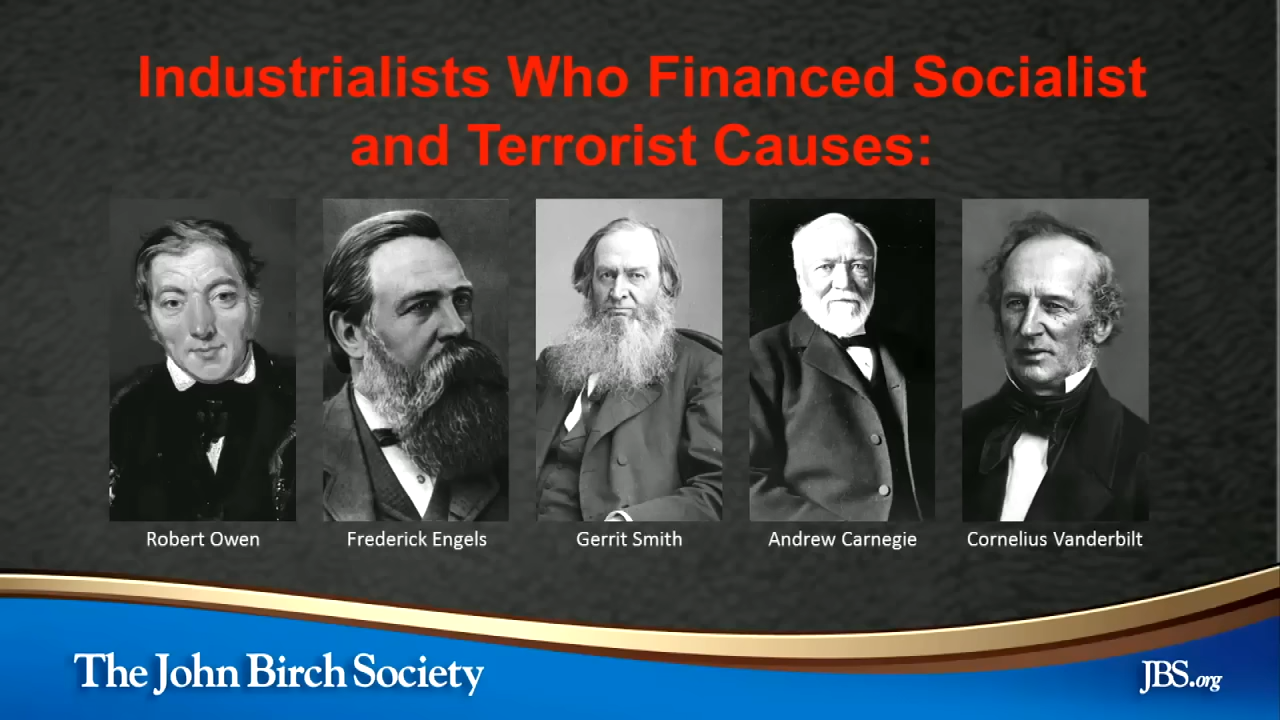 Industrialists Who Financed Socialist
and Terrorist Causes:
Robert Owen
Frederick Engels
Gerrit Smith
Andrew Carnegie
Cornelius Vanderbilt
The John Birch Society
JBS.org